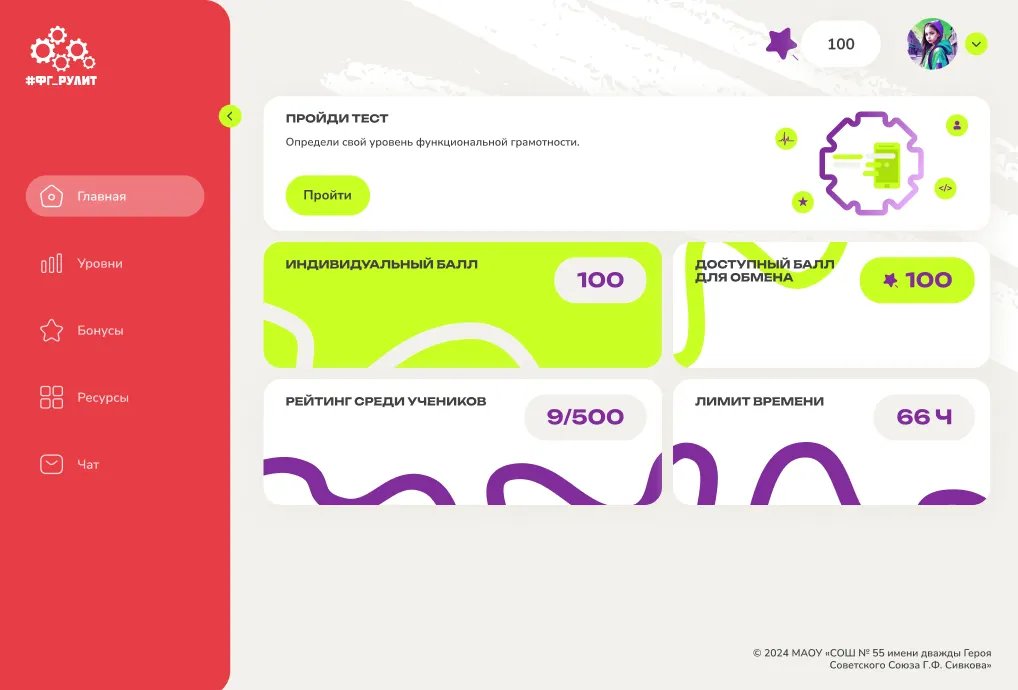 #ФГ_РУЛИТ
100
Главная
Уровни
Бонусы
Ресурсы
Чат
ПРОЙДИ ТЕСТ
Определи свой уровень функциональной грамотности.
Пройти
</>
ИНДИВИДУАЛЬНЫЙ БАЛЛ
100
ДОСТУПНЫЙ БАЛЛ
ДЛЯ ОБМЕНА
100
РЕЙТИНГ СРЕДИ УЧЕНИКОВ
9/500
ЛИМИТ ВРЕМЕНИ
66 Ч
© 2024 МАОУ «СОШ № 55 имени дважды Героя
Советского Союза Г.Ф. Сивкова»